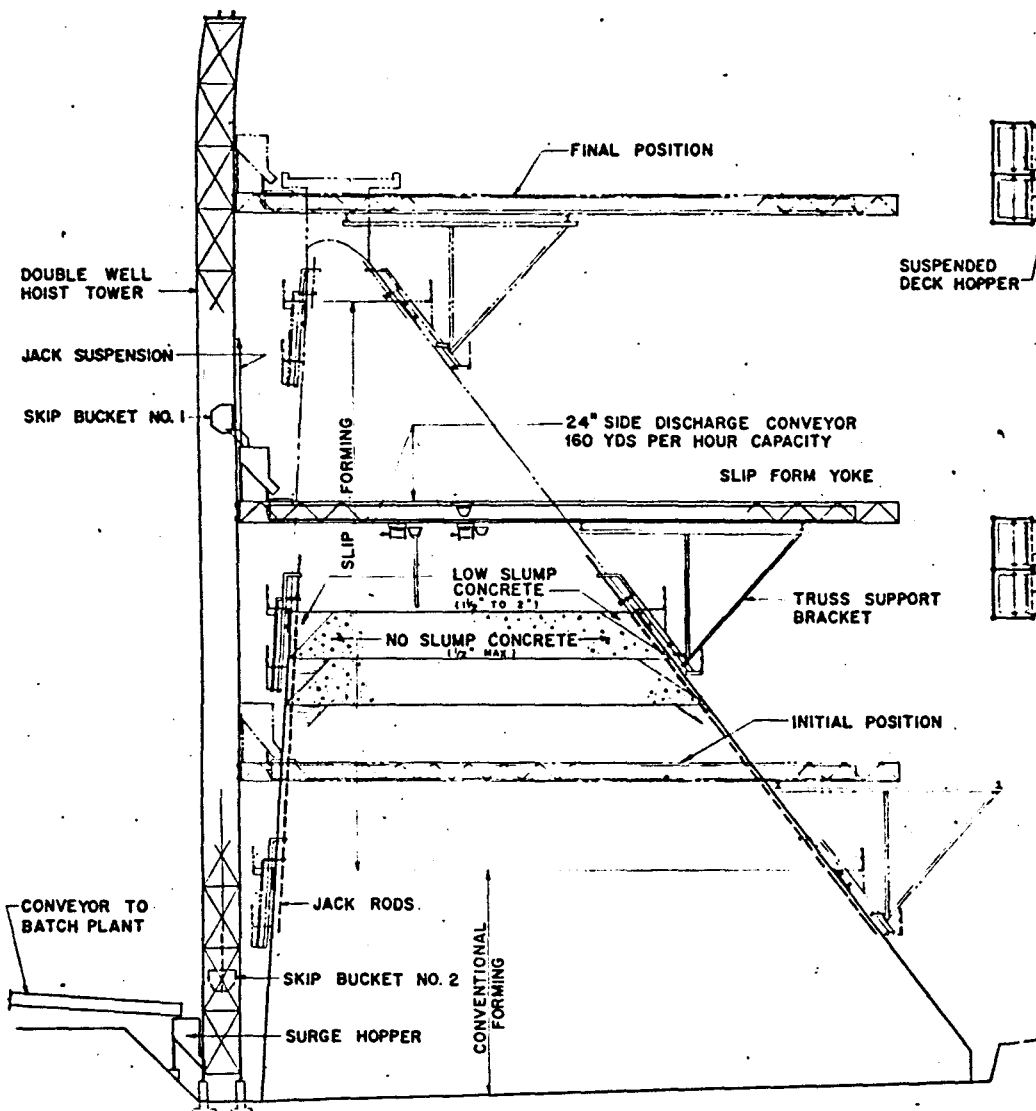 FINAL POSITION
DOUBLE WELL
HOIST TOWER
SUSPENDED
DECK HOPPER
JACK SUSPENSION
SKIP BUCKET NO. 1
24" SIDE DISCHARGE CONVEYOR
160 YDS PER HOUR CAPACITY
SLIP FORMING
SLIP FORM YOKE
LOW SLUMP
CONCRETE
(1½" TO 2")
TRUSS SUPPORT
BRACKET
NO SLUMP CONCRETE
(½" MAX)
INITIAL POSITION
CONVEYOR TO
BATCH PLANT
JACK RODS
SKIP BUCKET NO. 2
CONVENTIONAL
FORMING
SURGE HOPPER